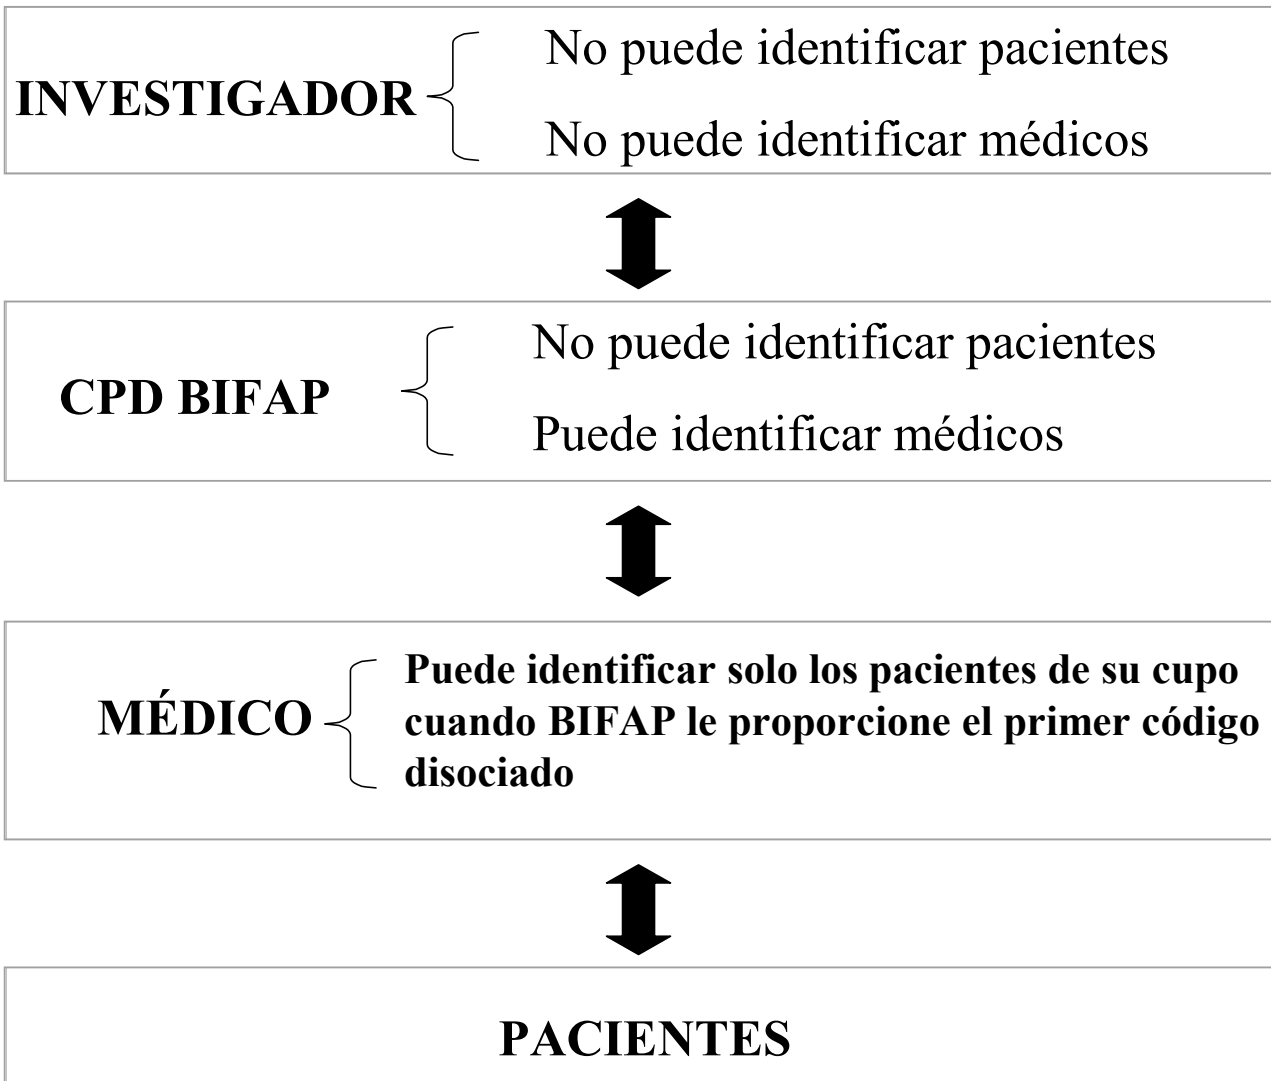 No puede identificar pacientes
INVESTIGADOR
No puede identificar médicos
No puede identificar pacientes
CPD BIFAP
Puede identificar médicos
Puede identificar solo los pacientes de su cupo
MÉDICO
cuando BIFAP le proporcione el primer código
disociado
PACIENTES